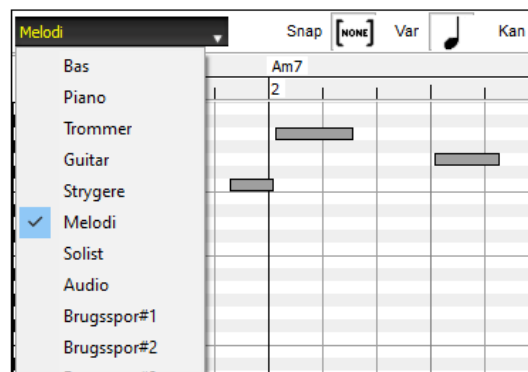 Melodi Snap [NONE] Var Kan
Bas Am7
Piano 2
Trommer
Guitar
Strygere
Melodi
Solist
Audio
Brugsspor#1
Brugsspor#2